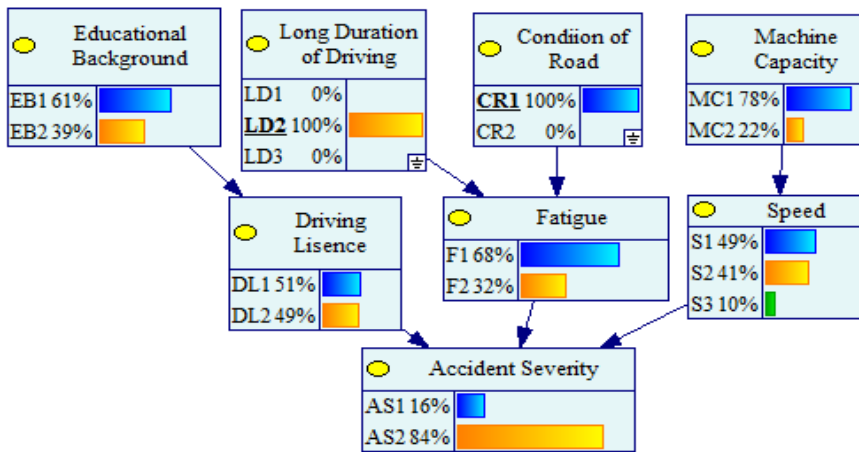 Educational
Background
EB1 61%
EB2 39%
Long Duration
of Driving
LD1 0%
LD2 100%
LD3 0%
Condiion of
Road
CR1 100%
CR2 0%
Machine
Capacity
MC1 78%
MC2 22%
Driving
Lisence
DL1 51%
DL2 49%
Fatigue
F1 68%
F2 32%
Speed
S1 49%
S2 41%
S3 10%
Accident Severity
AS1 16%
AS2 84%